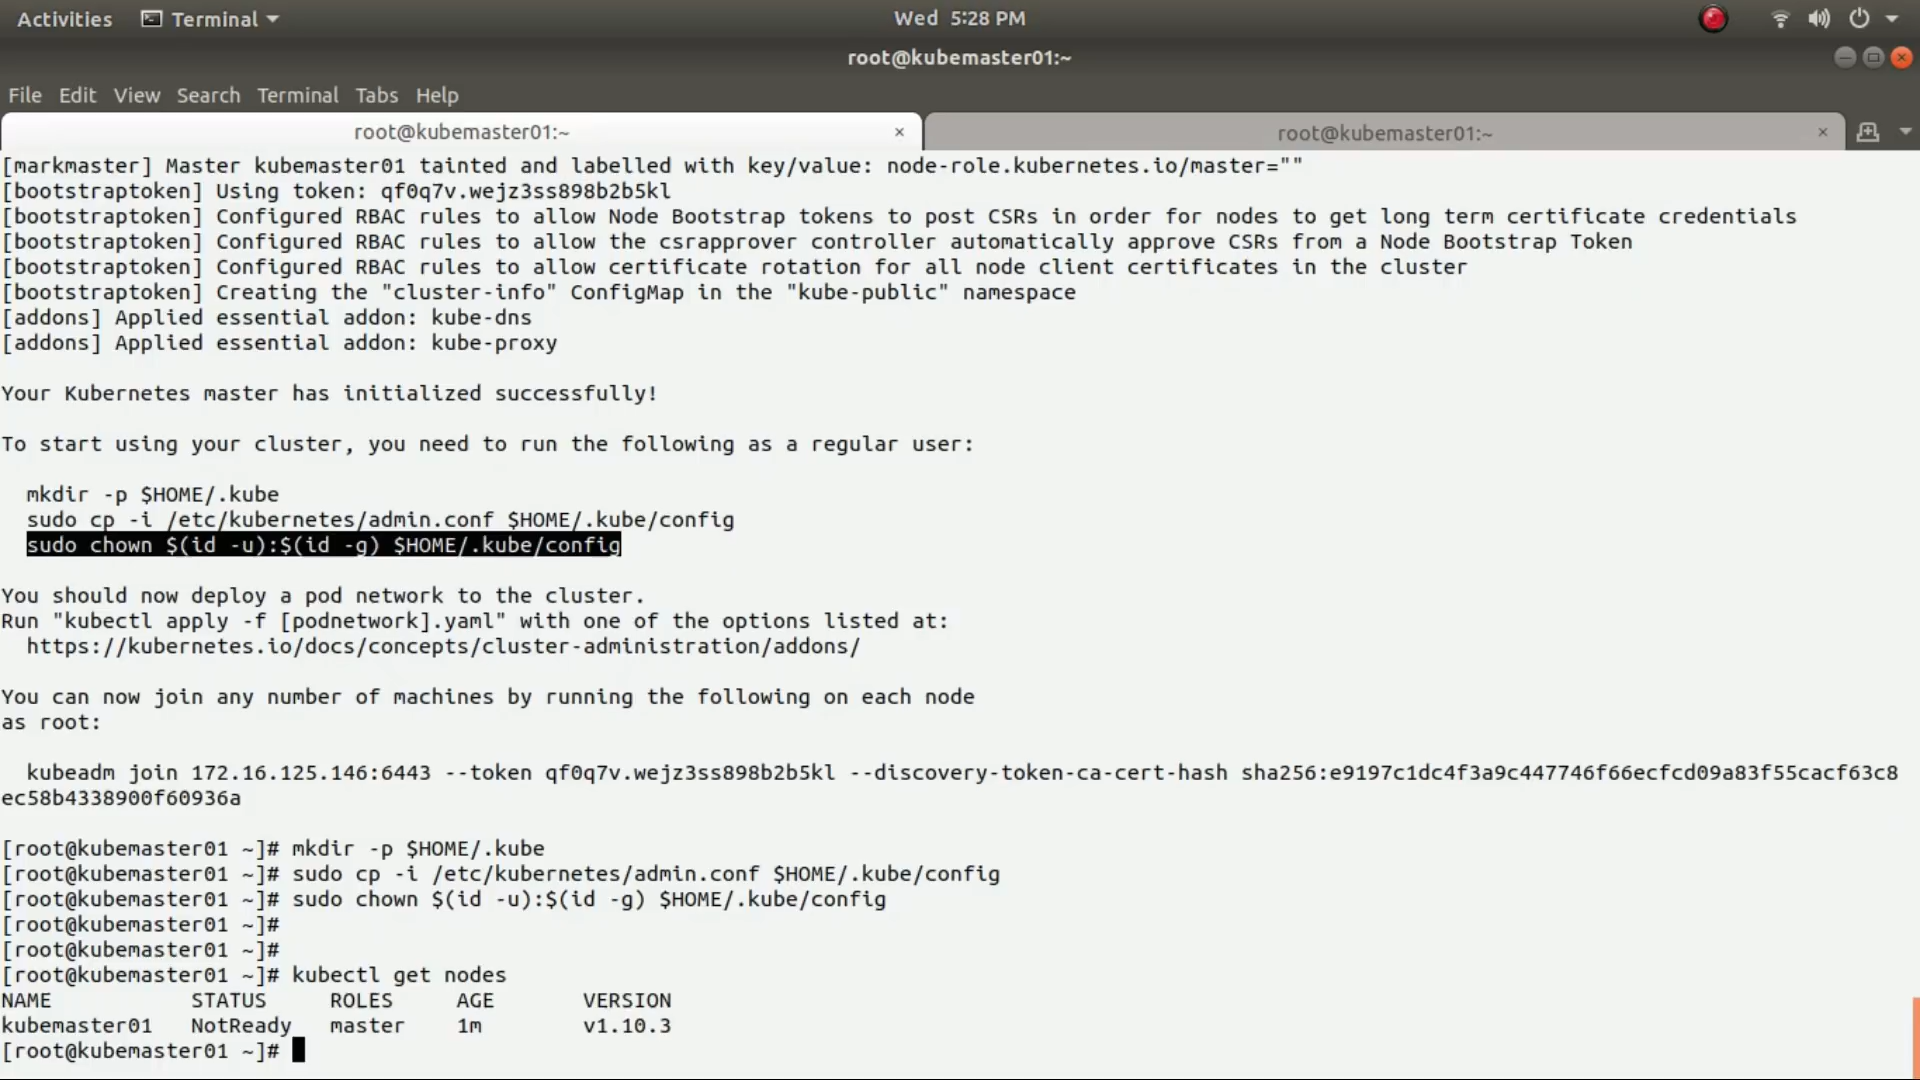 Activities Terminal Wed 5:28 PM
root@kubemaster01:~
File Edit View Search Terminal Tabs Help
root@kubemaster01:~ × root@kubemaster01:~ ×
[markmaster] Master kubemaster01 tainted and labelled with key/value: node-role.kubernetes.io/master=""
[bootstraptoken] Using token: qf0q7v.wejz3ss898b2b5kl
[bootstraptoken] Configured RBAC rules to allow Node Bootstrap tokens to post CSRs in order for nodes to get long term certificate credentials
[bootstraptoken] Configured RBAC rules to allow the csrapprover controller automatically approve CSRs from a Node Bootstrap Token
[bootstraptoken] Configured RBAC rules to allow certificate rotation for all node client certificates in the cluster
[bootstraptoken] Creating the "cluster-info" ConfigMap in the "kube-public" namespace
[addons] Applied essential addon: kube-dns
[addons] Applied essential addon: kube-proxy
Your Kubernetes master has initialized successfully!
To start using your cluster, you need to run the following as a regular user:
mkdir -p $HOME/.kube
sudo cp -i /etc/kubernetes/admin.conf $HOME/.kube/config
sudo chown $(id -u):$(id -g) $HOME/.kube/config
You should now deploy a pod network to the cluster.
Run "kubectl apply -f [podnetwork].yaml" with one of the options listed at:
https://kubernetes.io/docs/concepts/cluster-administration/addons/
You can now join any number of machines by running the following on each node
as root:
kubeadm join 172.16.125.146:6443 --token qf0q7v.wejz3ss898b2b5kl --discovery-token-ca-cert-hash sha256:e9197c1dc4f3a9c447746f66ecfcd09a83f55cacf63c8
ec58b4338900f60936a
[root@kubemaster01 ~]# mkdir -p $HOME/.kube
[root@kubemaster01 ~]# sudo cp -i /etc/kubernetes/admin.conf $HOME/.kube/config
[root@kubemaster01 ~]# sudo chown $(id -u):$(id -g) $HOME/.kube/config
[root@kubemaster01 ~]#
[root@kubemaster01 ~]#
[root@kubemaster01 ~]# kubectl get nodes
NAME STATUS ROLES AGE VERSION
kubemaster01 NotReady master 1m v1.10.3
[root@kubemaster01 ~]#